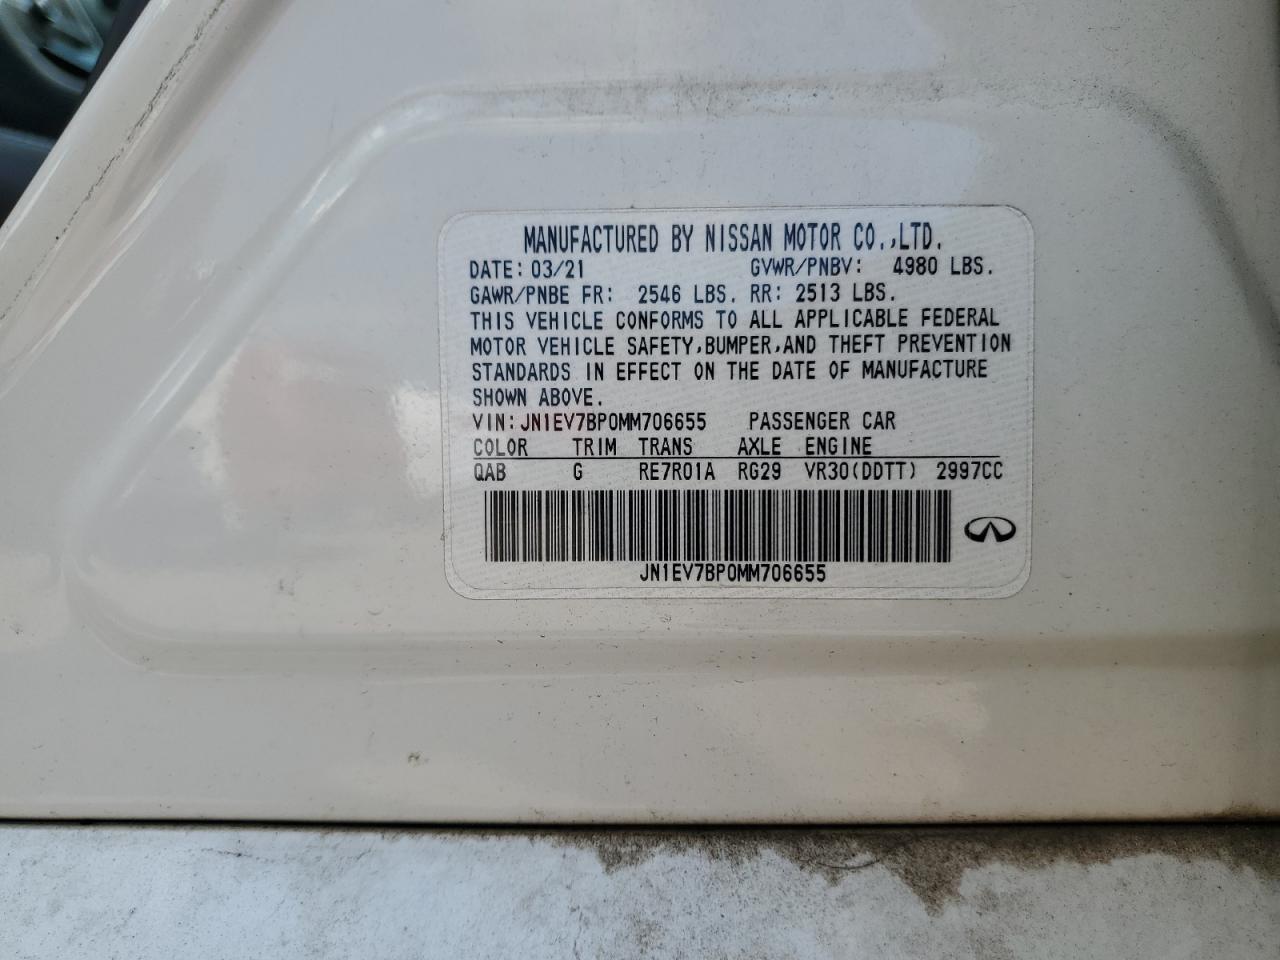 MANUFACTURED BY NISSAN MOTOR CO.,LTD.
DATE: 03/21 GVWR/PNBV: 4980 LBS.
GAWR/PNBE FR: 2546 LBS. RR: 2513 LBS.
THIS VEHICLE CONFORMS TO ALL APPLICABLE FEDERAL
MOTOR VEHICLE SAFETY,BUMPER,AND THEFT PREVENTION
STANDARDS IN EFFECT ON THE DATE OF MANUFACTURE
SHOWN ABOVE.
VIN: JN1EV7BP0MM706655 PASSENGER CAR
COLOR TRIM TRANS AXLE ENGINE
QAB G RE7R01A RG29 VR30(DDTT) 2997CC
JN1EV7BP0MM706655